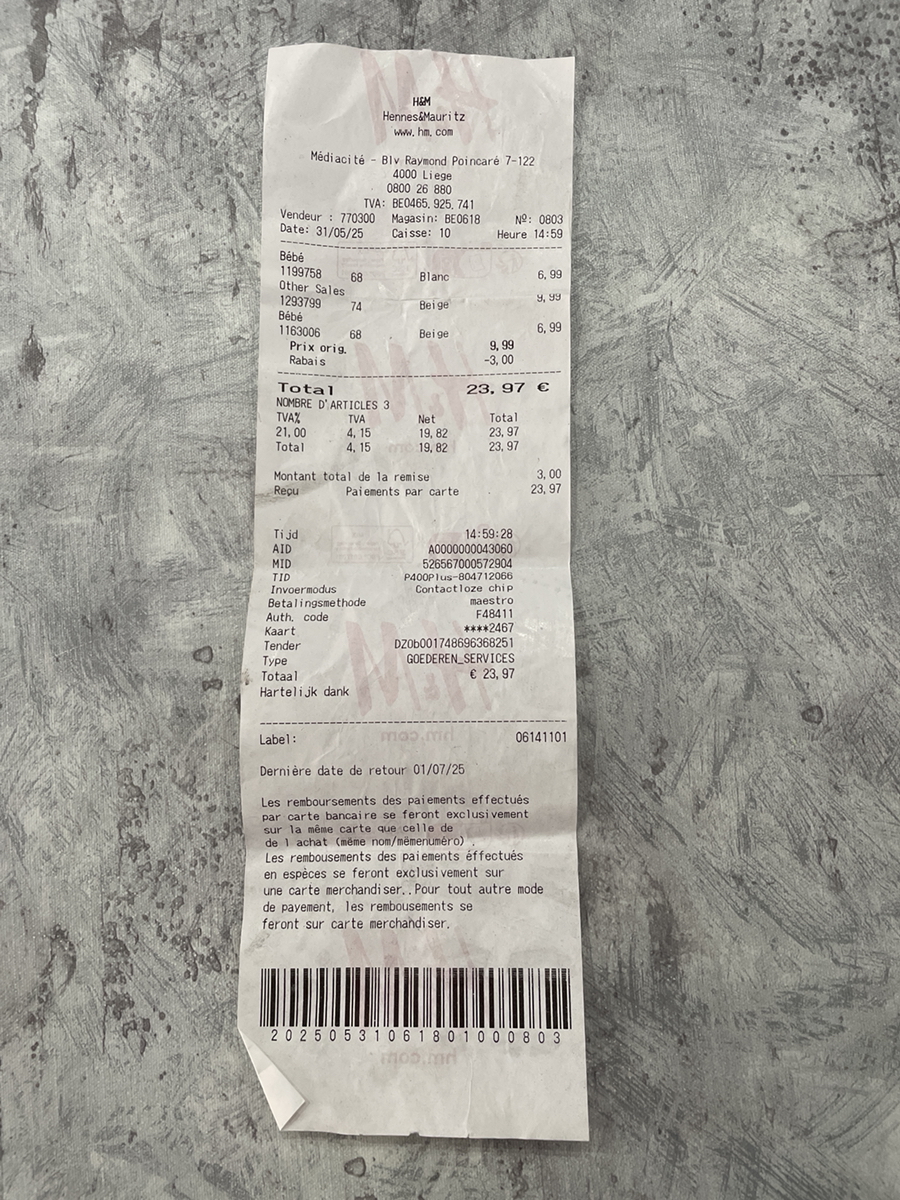 H&M
Hennes&Mauritz
www.hm.com
Médiacité - Blv Raymond Poincaré 7-122
4000 Liege
0800 26 880
TVA: BE0465.925.741
Vendeur : 770300 Magasin: BE0618 Nº: 0803
Date: 31/05/25 Caisse: 10 Heure 14:59
Bébé
1199758 68 Blanc 6,99
Other Sales
1293799 74 Beige 9,99
Bébé
1163006 68 Beige 6,99
Prix orig. 9,99
Rabais -3,00
Total 23,97 €
NOMBRE D'ARTICLES 3
TVA% TVA Net Total
21,00 4,15 19,82 23,97
Total 4,15 19,82 23,97
Montant total de la remise 3,00
Reçu Paiements par carte 23,97
Tijd 14:59:28
AID A0000000043060
MID 526567000572904
TID P400Plus-804712066
Invoermodus Contactloze chip
Betalingsmethode maestro
Auth. code F48411
Kaart ****2467
Tender DZ0b001748696368251
Type GOEDEREN_SERVICES
Totaal € 23,97
Hartelijk dank
Label: 06141101
Dernière date de retour 01/07/25
Les remboursements des paiements effectués
par carte bancaire se feront exclusivement
sur la même carte que celle de
de l achat (même nom/mêmenuméro) .
Les rembousements des paiements éffectués
en espèces se feront exclusivement sur
une carte merchandiser..Pour tout autre mode
de payement, les rembousements se
feront sur carte merchandiser.
20250531061801000803